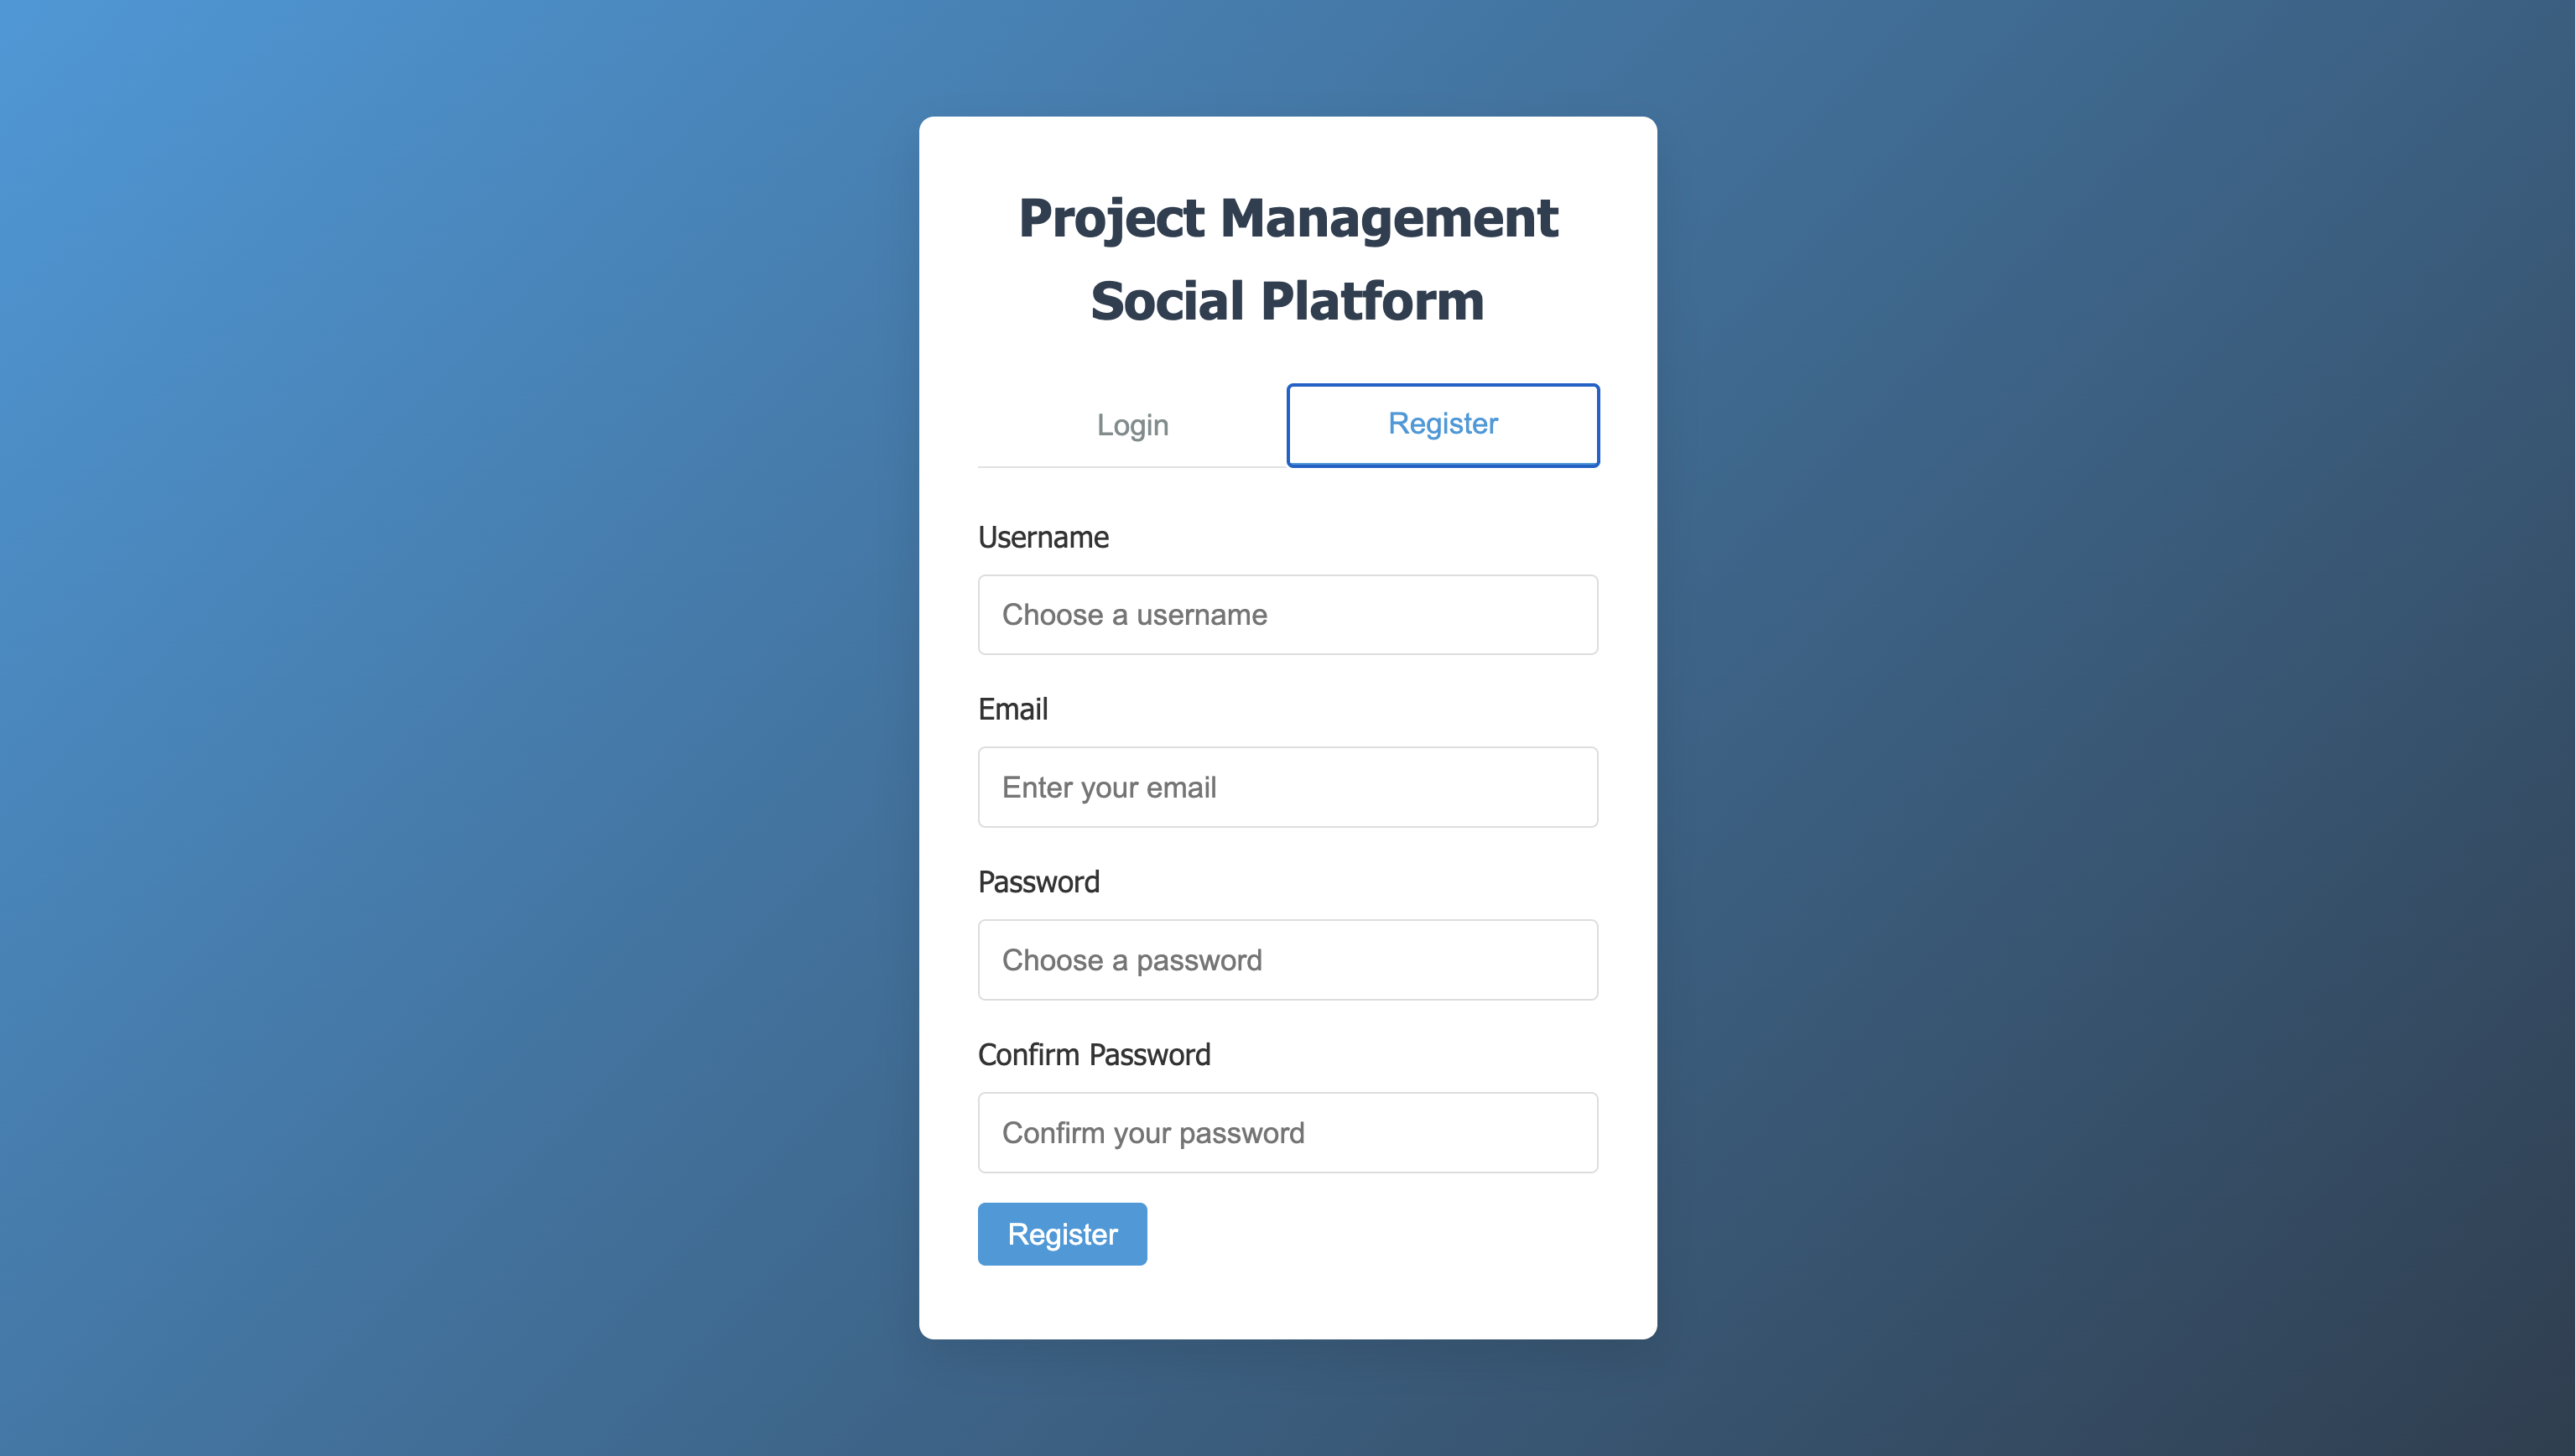 Project Management
Social Platform
Login
Register
Username
Choose a username
Email
Enter your email
Password
Choose a password
Confirm Password
Confirm your password
Register